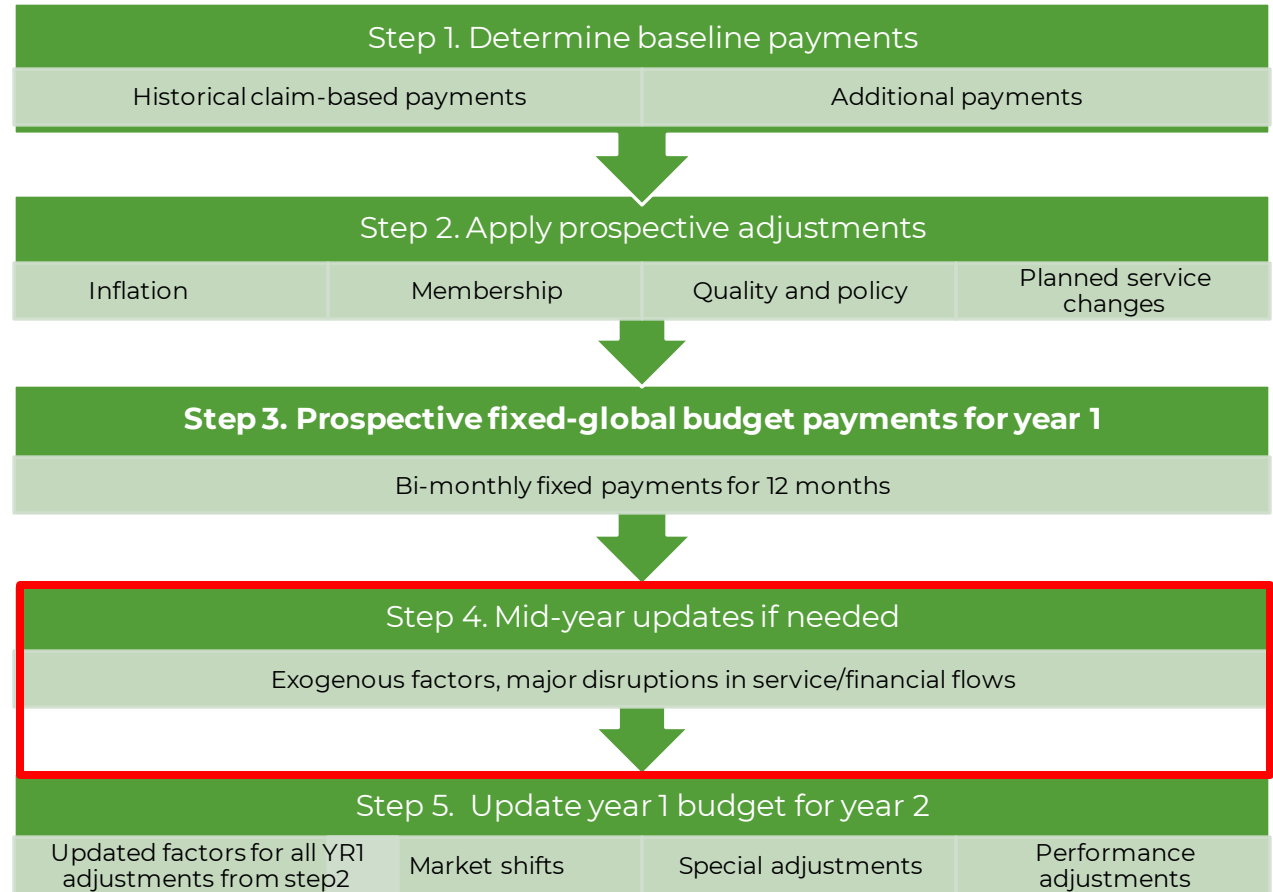 Step 1. Determine baseline payments
Historical claim-based payments
Additional payments
Step 2. Apply prospective adjustments
Inflation
Membership
Quality and policy
Planned service
changes
Step 3. Prospective fixed-global budget payments for year 1
Bi-monthly fixed payments for 12 months
Step 4. Mid-year updates if needed
Exogenous factors, major disruptions in service/financial flows
Step 5. Update year 1 budget for year 2
Updated factors for all YR1
adjustments from step2
Market shifts
Special adjustments
Performance
adjustments